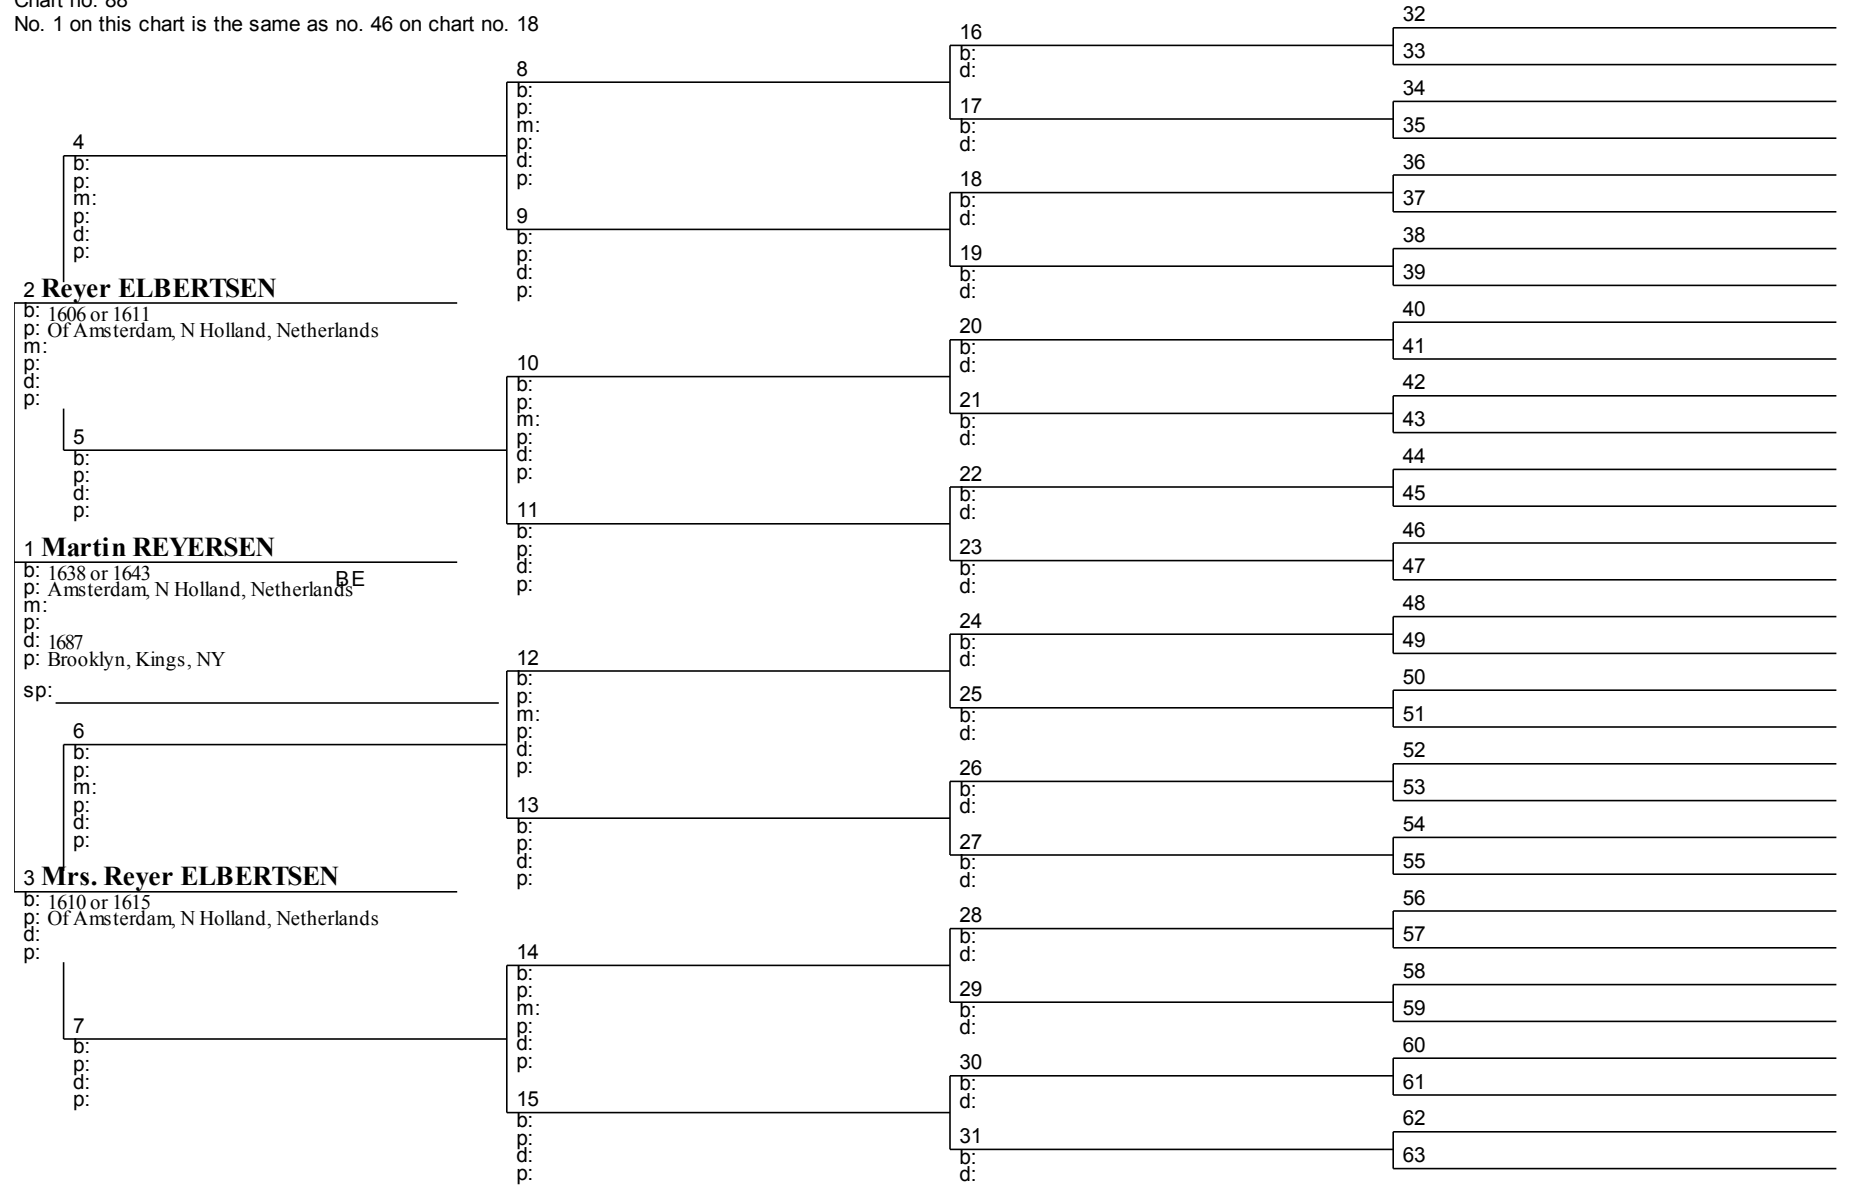 Chart no. 88
No. 1 on this chart is the same as no. 46 on chart no. 18
4
b:
p:
m:
p:
d:
p:
2 Reyer ELBERTSEN
b: 1606 or 1611
p: Of Amsterdam, N Holland, Netherlands
m:
p:
d:
p:
5
b:
p:
d:
p:
1 Martin REYERSEN
b: 1638 or 1643
BE
p: Amsterdam, N Holland, Netherlands
m:
p:
d: 1687
p: Brooklyn, Kings, NY
sp:
6
b:
p:
m:
p:
d:
p:
3 Mrs. Reyer ELBERTSEN
b: 1610 or 1615
p: Of Amsterdam, N Holland, Netherlands
d:
p:
7
b:
p:
d:
p:
8
b:
p:
m:
p:
d:
p:
9
b:
p:
d:
p:
10
b:
p:
m:
p:
d:
p:
11
b:
p:
d:
p:
12
b:
p:
m:
p:
d:
p:
13
b:
p:
d:
p:
14
b:
p:
m:
p:
d:
p:
15
b:
p:
d:
p:
16
b:
d:
17
b:
d:
18
b:
d:
19
b:
d:
20
b:
d:
21
b:
d:
22
b:
d:
23
b:
d:
24
b:
d:
25
b:
d:
26
b:
d:
27
b:
d:
28
b:
d:
29
b:
d:
30
b:
d:
31
b:
d:
32
33
34
35
36
37
38
39
40
41
42
43
44
45
46
47
48
49
50
51
52
53
54
55
56
57
58
59
60
61
62
63